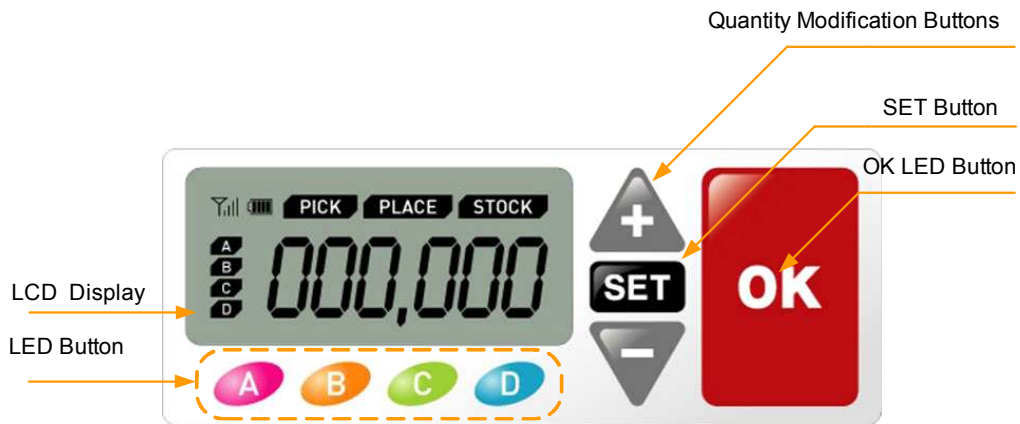 Quantity Modification Buttons
SET Button
OK LED Button
LCD Display
LED Button
PICK PLACE STOCK
A
B
C
D
000,000
+
SET
-
OK
A B C D